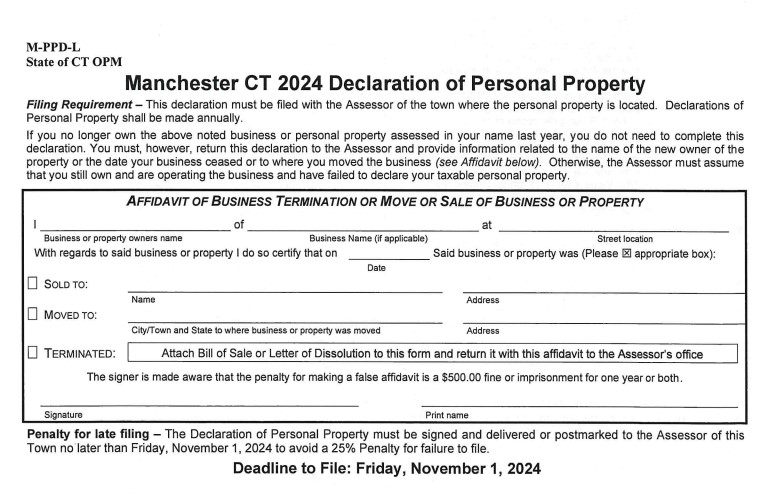 M-PPD-L
State of CT OPM
Manchester CT 2024 Declaration of Personal Property
Filing Requirement – This declaration must be filed with the Assessor of the town where the personal property is located. Declarations of
Personal Property shall be made annually.
If you no longer own the above noted business or personal property assessed in your name last year, you do not need to complete this
declaration. You must, however, return this declaration to the Assessor and provide information related to the name of the new owner of the
property or the date your business ceased or to where you moved the business (see Affidavit below). Otherwise, the Assessor must assume
that you still own and are operating the business and have failed to declare your taxable personal property.
AFFIDAVIT OF BUSINESS TERMINATION OR MOVE OR SALE OF BUSINESS OR PROPERTY
I of at
Business or property owners name Business Name (if applicable) Street location
With regards to said business or property I do so certify that on Said business or property was (Please ☒ appropriate box):
Date
☐ SOLD TO:
Name Address
☐ MOVED TO:
City/Town and State to where business or property was moved Address
☐ TERMINATED: Attach Bill of Sale or Letter of Dissolution to this form and return it with this affidavit to the Assessor's office
The signer is made aware that the penalty for making a false affidavit is a $500.00 fine or imprisonment for one year or both.
Signature Print name
Penalty for late filing – The Declaration of Personal Property must be signed and delivered or postmarked to the Assessor of this
Town no later than Friday, November 1, 2024 to avoid a 25% Penalty for failure to file.
Deadline to File: Friday, November 1, 2024